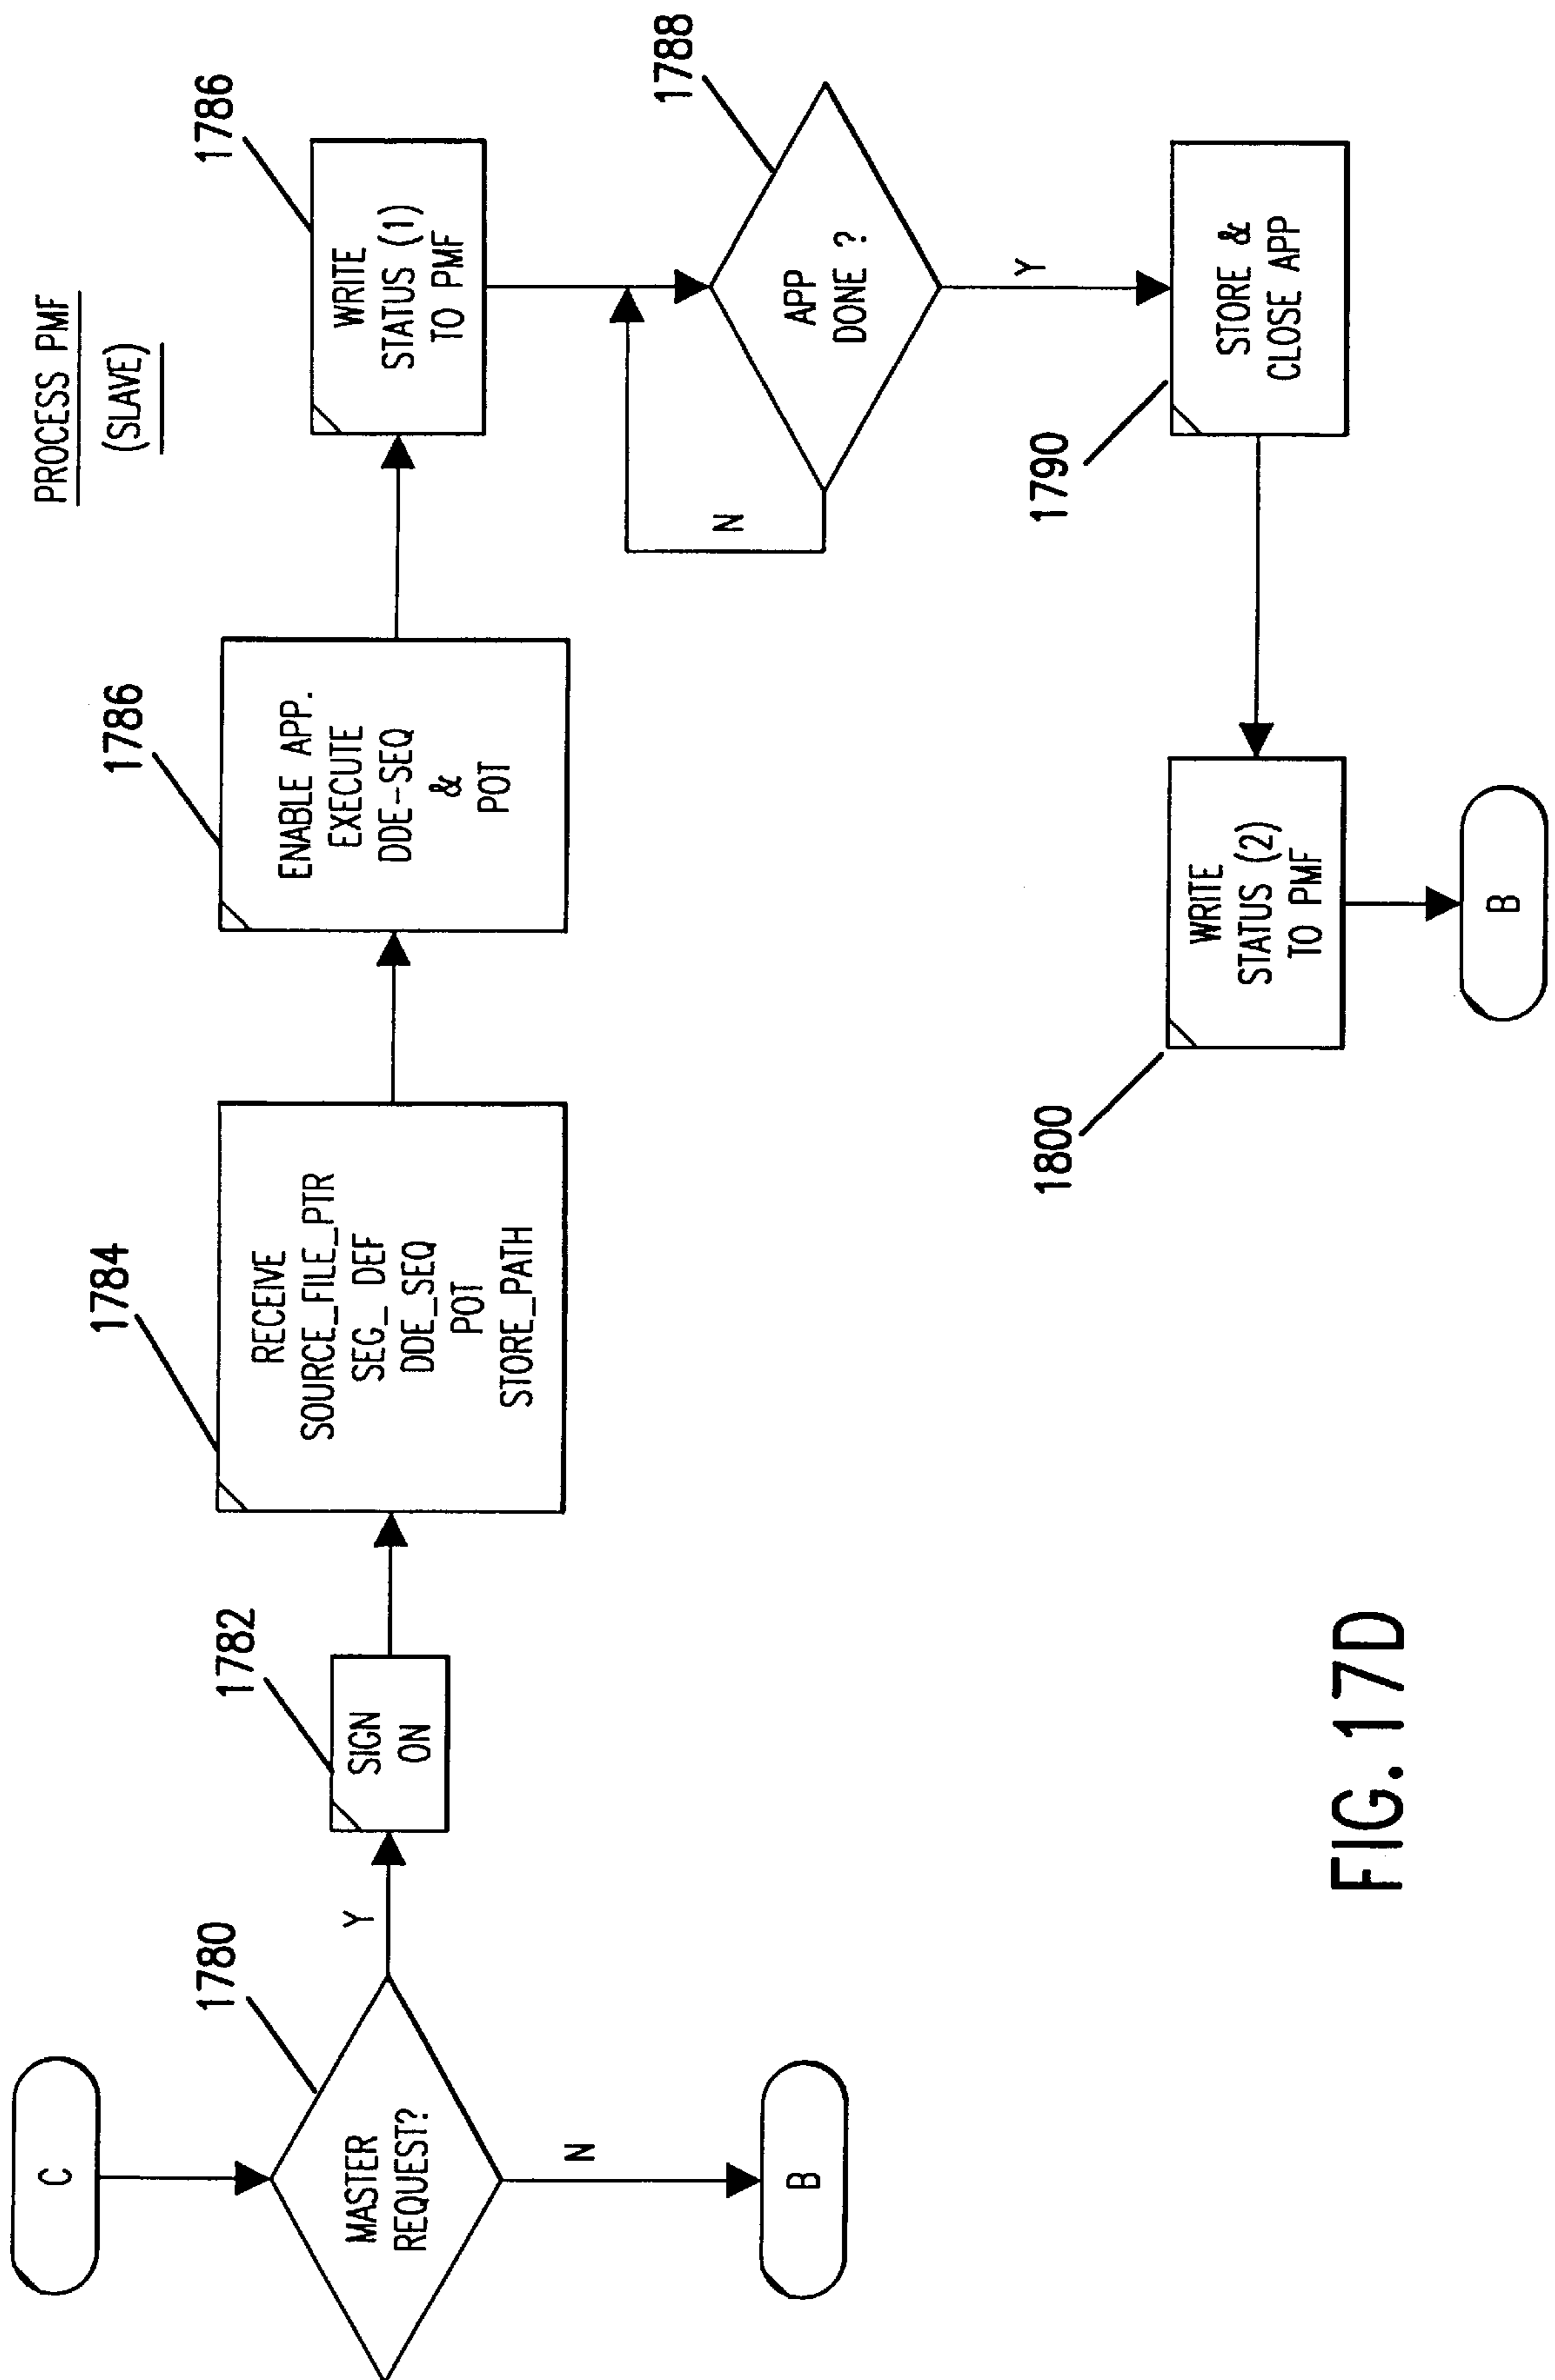 PROCESS PMF
(SLAVE)
C
1780
MASTER
REQUEST?
N
B
Y
1782
SIGN
ON
1784
RECEIVE
SOURCE_FILE_PTR
SEG_ DEF
DDE_SEQ
POT
STORE_PATH
1786
ENABLE APP.
EXECUTE
DDE-SEQ
&
POT
1786
WRITE
STATUS (1)
TO PMF
1788
APP
DONE ?
N
Y
1790
STORE &
CLOSE APP
1800
WRITE
STATUS (2)
TO PMF
B
FIG. 17D